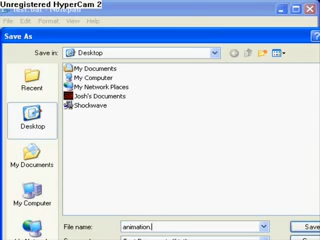 Unregistered HyperCam 2
File Edit Format View Help
Save As
Save in: Desktop
My Documents
My Computer
My Network Places
Josh's Documents
Shockwave
Recent
Desktop
My Documents
My Computer
File name: animation. Save